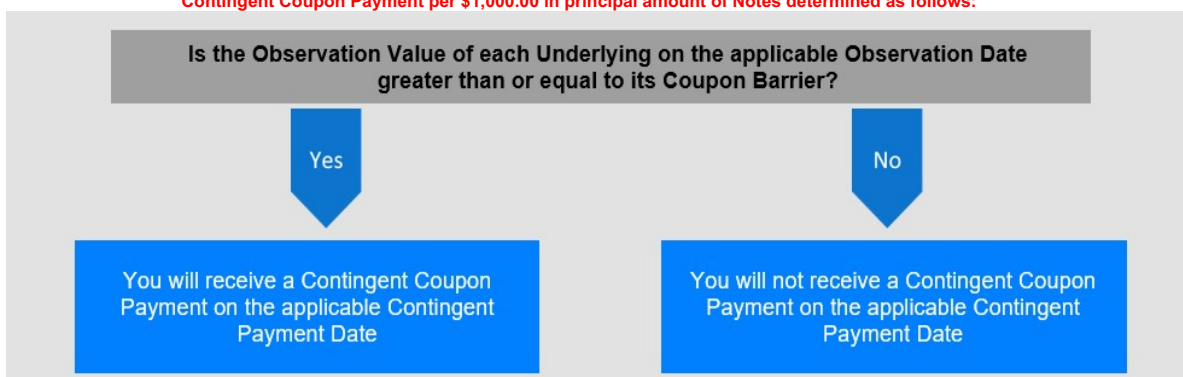 Contingent Coupon Payment per $1,000.00 in principal amount of Notes determined as follows:
Is the Observation Value of each Underlying on the applicable Observation Date
greater than or equal to its Coupon Barrier?
Yes
No
You will receive a Contingent Coupon
Payment on the applicable Contingent
Payment Date
You will not receive a Contingent Coupon
Payment on the applicable Contingent
Payment Date